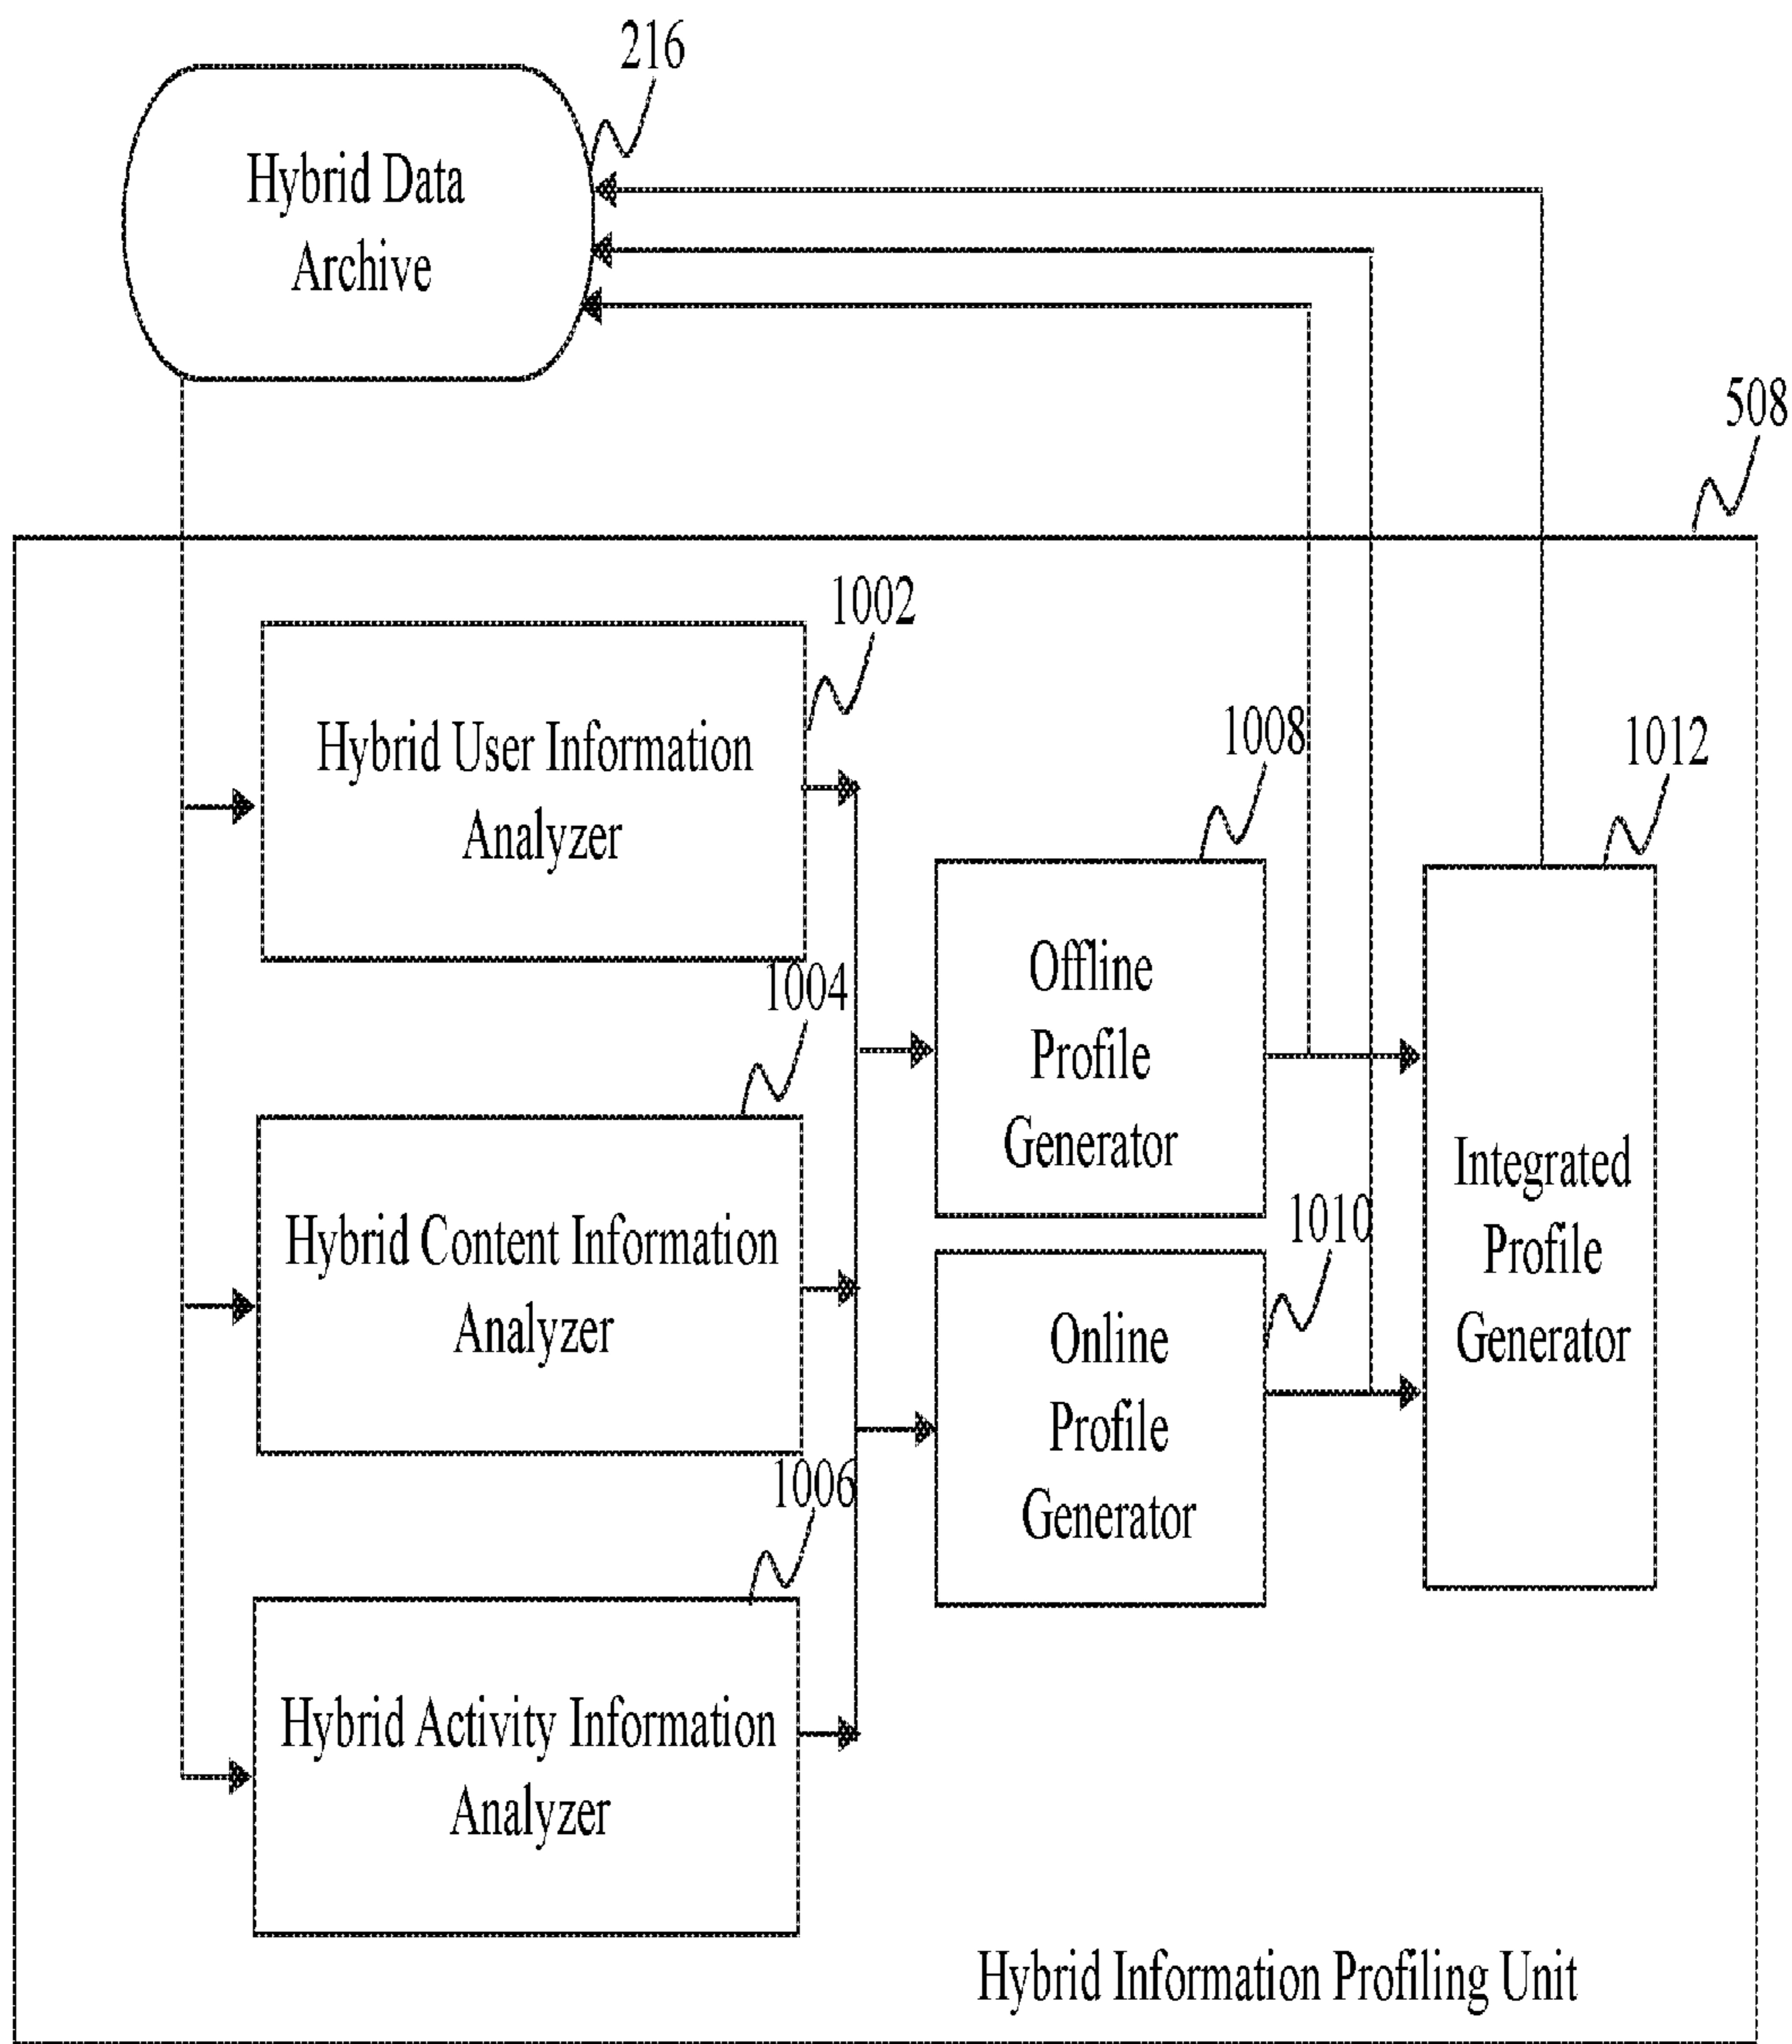 216
Hybrid Data
Archive
508
1002
Hybrid User Information
Analyzer
1008
1012
1004
Offline
Profile
Generator
Integrated
Profile
Generator
1010
Hybrid Content Information
Analyzer
Online
Profile
Generator
1006
Hybrid Activity Information
Analyzer
Hybrid Information Profiling Unit